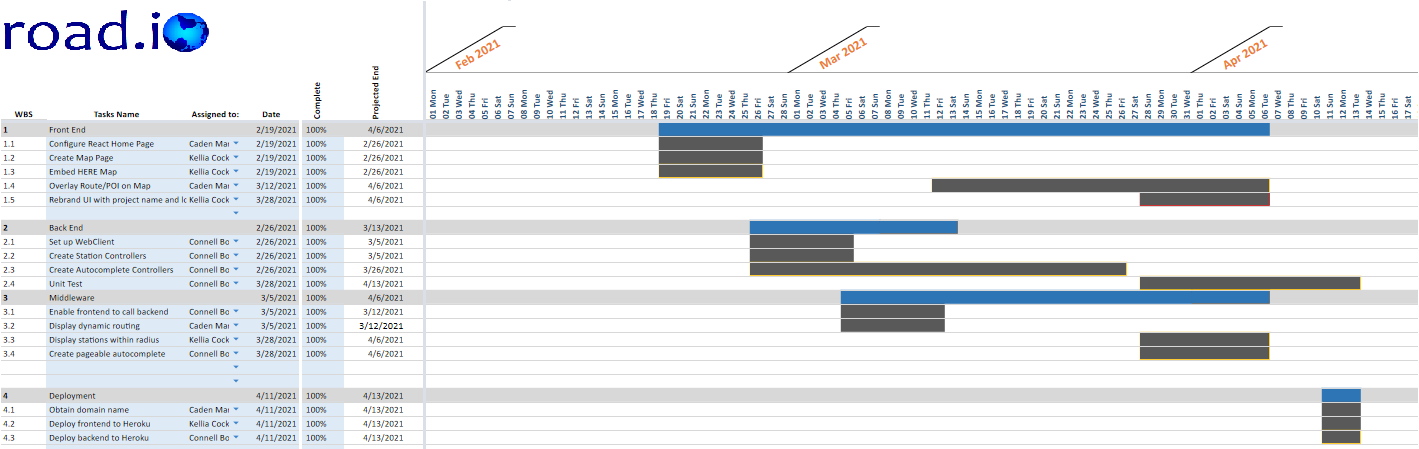 road.io
Feb 2021
Mar 2021
Apr 2021
WBS Tasks Name Assigned to: Date Complete Projected End
01 Mon 02 Tue 03 Wed 04 Thu 05 Fri 06 Sat 07 Sun 08 Mon 09 Tue 10 Wed 11 Thu 12 Fri 13 Sat 14 Sun 15 Mon 16 Tue 17 Wed 18 Thu 19 Fri 20 Sat 21 Sun 22 Mon 23 Tue 24 Wed 25 Thu 26 Fri 27 Sat 28 Sun 01 Mon 02 Tue 03 Wed 04 Thu 05 Fri 06 Sat 07 Sun 08 Mon 09 Tue 10 Wed 11 Thu 12 Fri 13 Sat 14 Sun 15 Mon 16 Tue 17 Wed 18 Thu 19 Fri 20 Sat 21 Sun 22 Mon 23 Tue 24 Wed 25 Thu 26 Fri 27 Sat 28 Sun 29 Mon 30 Tue 31 Wed 01 Thu 02 Fri 03 Sat 04 Sun 05 Mon 06 Tue 07 Wed 08 Thu 09 Fri 10 Sat 11 Sun 12 Mon 13 Tue 14 Wed 15 Thu 16 Fri 17 Sat
1 Front End 2/19/2021 100% 4/6/2021
1.1 Configure React Home Page Caden Mai 2/19/2021 100% 2/26/2021
1.2 Create Map Page Kellia Cock 2/19/2021 100% 2/26/2021
1.3 Embed HERE Map Kellia Cock 2/19/2021 100% 2/26/2021
1.4 Overlay Route/POI on Map Caden Mai 3/12/2021 100% 4/6/2021
1.5 Rebrand UI with project name and lo Kellia Cock 3/28/2021 100% 4/6/2021
2 Back End 2/26/2021 100% 3/13/2021
2.1 Set up WebClient Connell Bo 2/26/2021 100% 3/5/2021
2.2 Create Station Controllers Connell Bo 2/26/2021 100% 3/5/2021
2.3 Create Autocomplete Controllers Connell Bo 2/26/2021 100% 3/26/2021
2.4 Unit Test Connell Bo 3/28/2021 100% 4/13/2021
3 Middleware 3/5/2021 100% 4/6/2021
3.1 Enable frontend to call backend Connell Bo 3/5/2021 100% 3/12/2021
3.2 Display dynamic routing Caden Mai 3/5/2021 100% 3/12/2021
3.3 Display stations within radius Kellia Cock 3/28/2021 100% 4/6/2021
3.4 Create pageable autocomplete Connell Bo 3/28/2021 100% 4/6/2021
4 Deployment 4/11/2021 100% 4/13/2021
4.1 Obtain domain name Caden Mai 4/11/2021 100% 4/13/2021
4.2 Deploy frontend to Heroku Kellia Cock 4/11/2021 100% 4/13/2021
4.3 Deploy backend to Heroku Connell Bo 4/11/2021 100% 4/13/2021